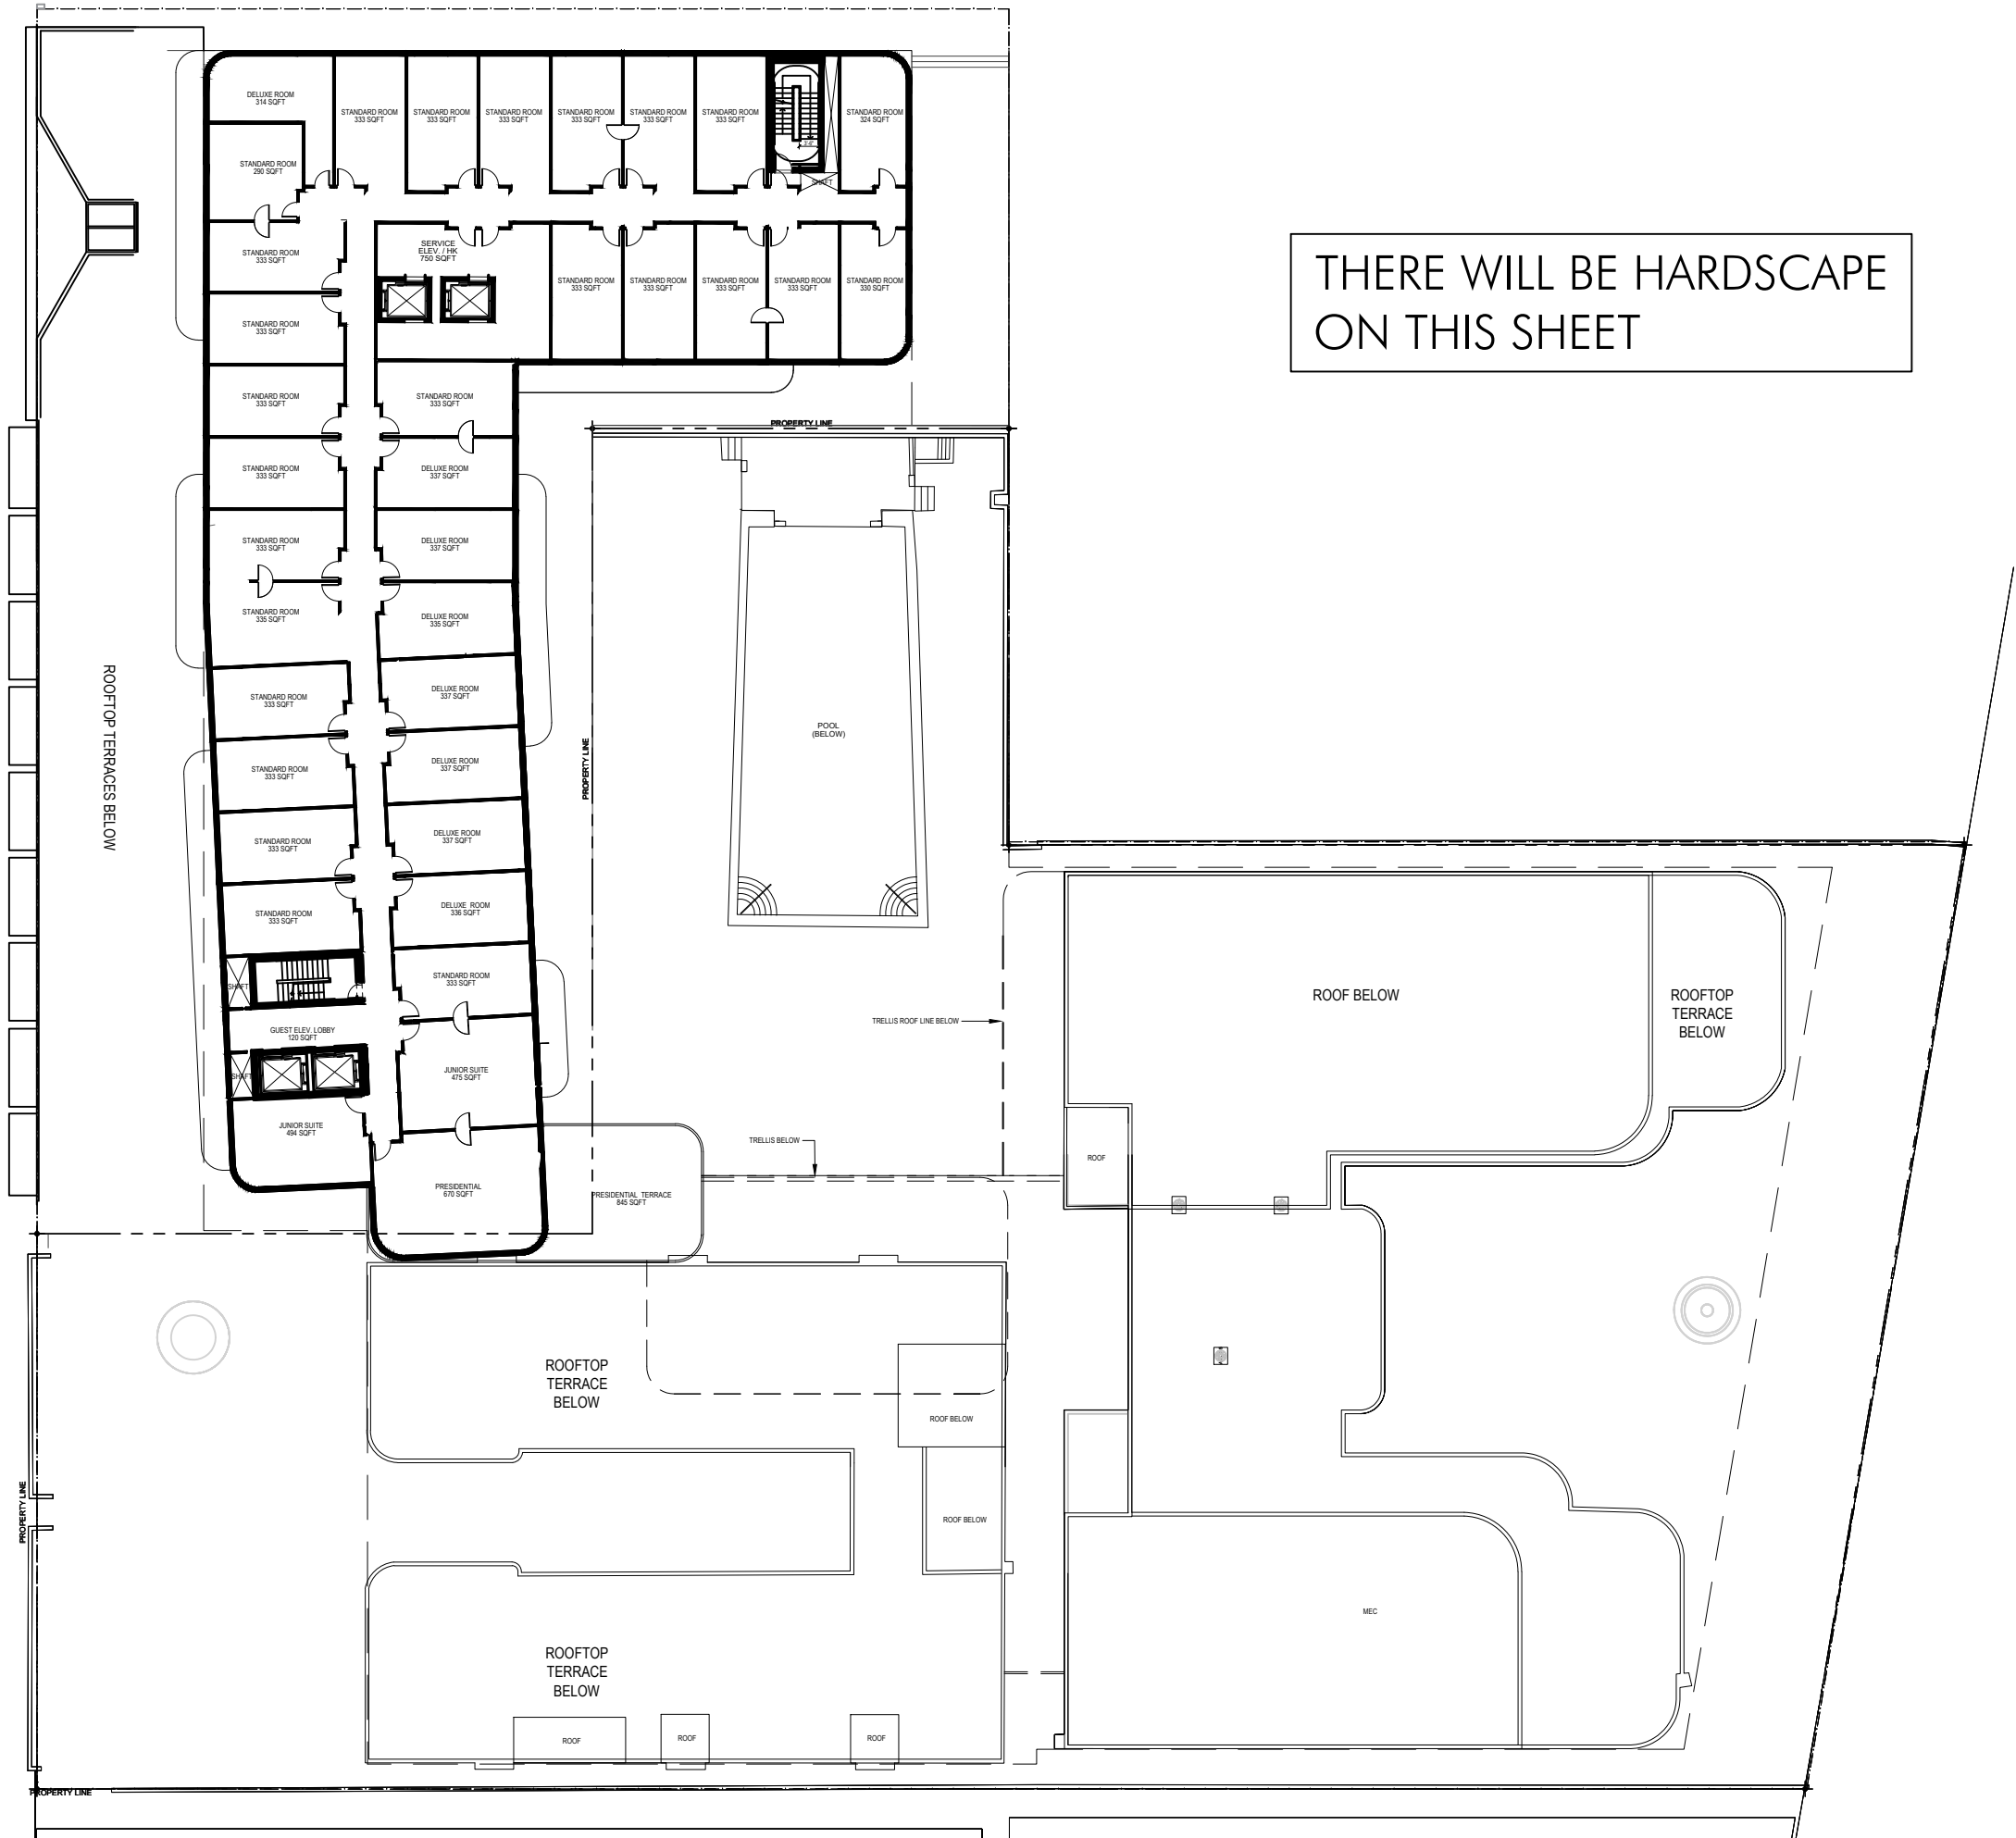 DELUXE ROOM
314 SQFT
STANDARD ROOM
333 SQFT
STANDARD ROOM
333 SQFT
STANDARD ROOM
333 SQFT
STANDARD ROOM
333 SQFT
STANDARD ROOM
333 SQFT
STANDARD ROOM
333 SQFT
STANDARD ROOM
324 SQFT
3'-6"
STANDARD ROOM
290 SQFT
SHAFT
STANDARD ROOM
333 SQFT
SERVICE
ELEV. / HK
750 SQFT
STANDARD ROOM
333 SQFT
STANDARD ROOM
333 SQFT
STANDARD ROOM
333 SQFT
STANDARD ROOM
333 SQFT
STANDARD ROOM
330 SQFT
THERE WILL BE HARDSCAPE
ON THIS SHEET
STANDARD ROOM
333 SQFT
STANDARD ROOM
333 SQFT
STANDARD ROOM
333 SQFT
PROPERTY LINE
STANDARD ROOM
333 SQFT
DELUXE ROOM
337 SQFT
STANDARD ROOM
333 SQFT
DELUXE ROOM
337 SQFT
STANDARD ROOM
335 SQFT
DELUXE ROOM
335 SQFT
ROOFTOP TERRACES BELOW
STANDARD ROOM
333 SQFT
DELUXE ROOM
337 SQFT
POOL
(BELOW)
PROPERTY LINE
STANDARD ROOM
333 SQFT
DELUXE ROOM
337 SQFT
STANDARD ROOM
333 SQFT
DELUXE ROOM
337 SQFT
STANDARD ROOM
333 SQFT
DELUXE ROOM
336 SQFT
SHAFT
STANDARD ROOM
333 SQFT
ROOF BELOW
ROOFTOP
TERRACE
BELOW
TRELLIS ROOF LINE BELOW
GUEST ELEV. LOBBY
120 SQFT
SHAFT
JUNIOR SUITE
475 SQFT
JUNIOR SUITE
494 SQFT
TRELLIS BELOW
ROOF
PRESIDENTIAL
670 SQFT
PRESIDENTIAL TERRACE
845 SQFT
ROOFTOP
TERRACE
BELOW
ROOF BELOW
PROPERTY LINE
ROOF BELOW
MEC
ROOFTOP
TERRACE
BELOW
ROOF
ROOF
ROOF
PROPERTY LINE